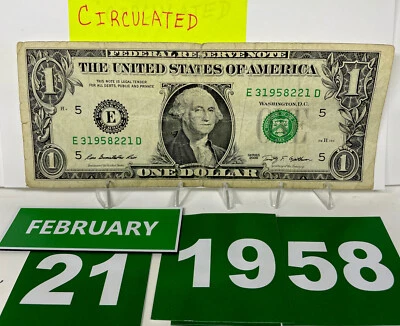 CIRCULATED
FEDERAL RESERVE NOTE
THE UNITED STATES OF AMERICA
THIS NOTE IS LEGAL TENDER
FOR ALL DEBTS, PUBLIC AND PRIVATE
E 31958221 D
WASHINGTON, D.C.
1
1
5
5
E
E 31958221 D
5
5
1
1
ONE DOLLAR
FEBRUARY
21
1958